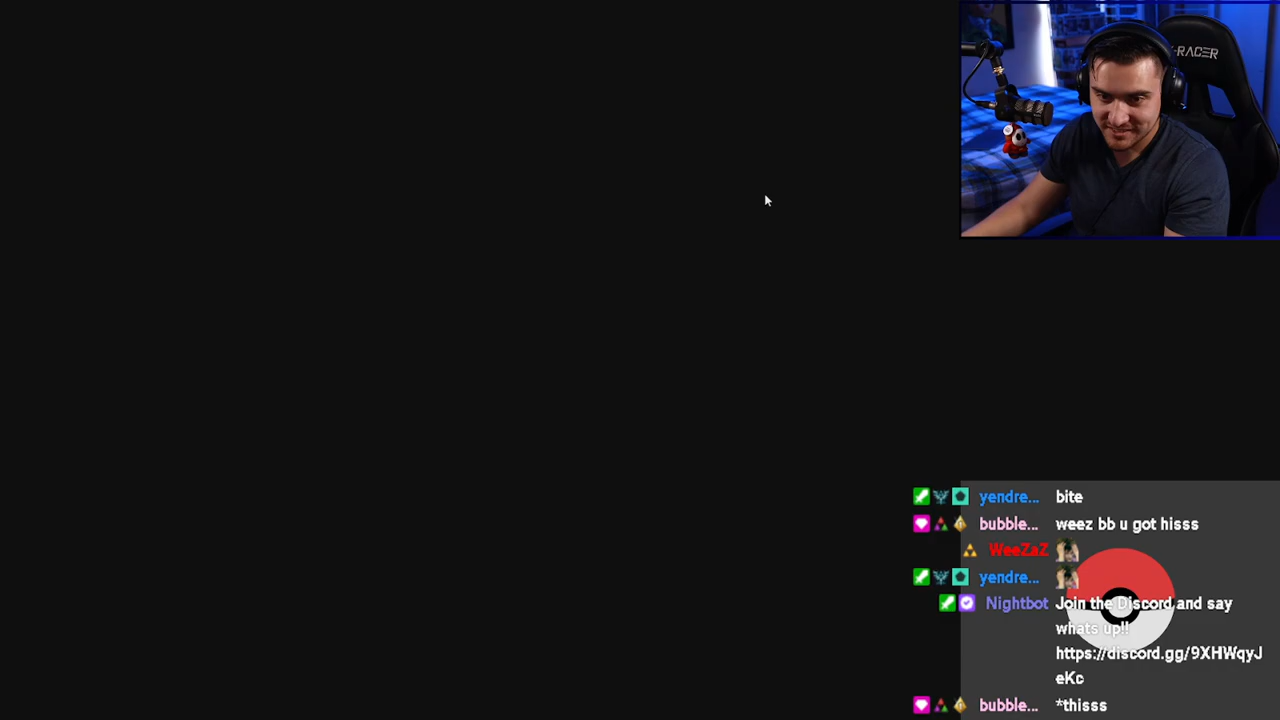 -RACER
yendre... bite
bubble... weez bb u got hisss
WeeZaZ
yendre...
Nightbot Join the Discord and say
whats up!!
https://discord.gg/9XHWqyJ
eKc
bubble... *thisss